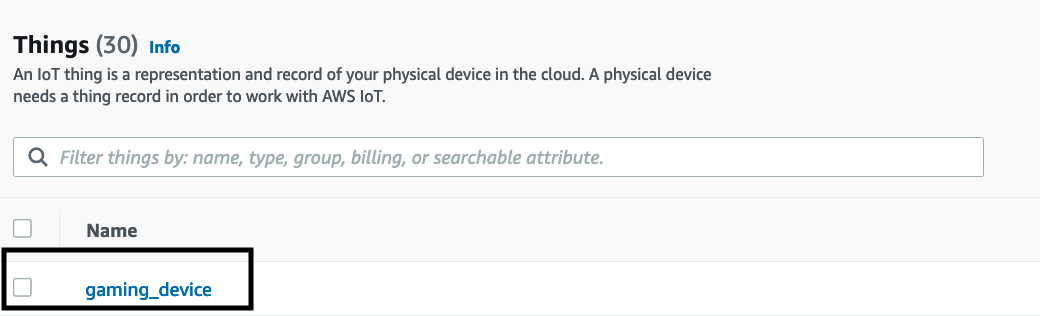 Things (30) Info
An IoT thing is a representation and record of your physical device in the cloud. A physical device
needs a thing record in order to work with AWS IoT.
Filter things by: name, type, group, billing, or searchable attribute.
Name
gaming_device